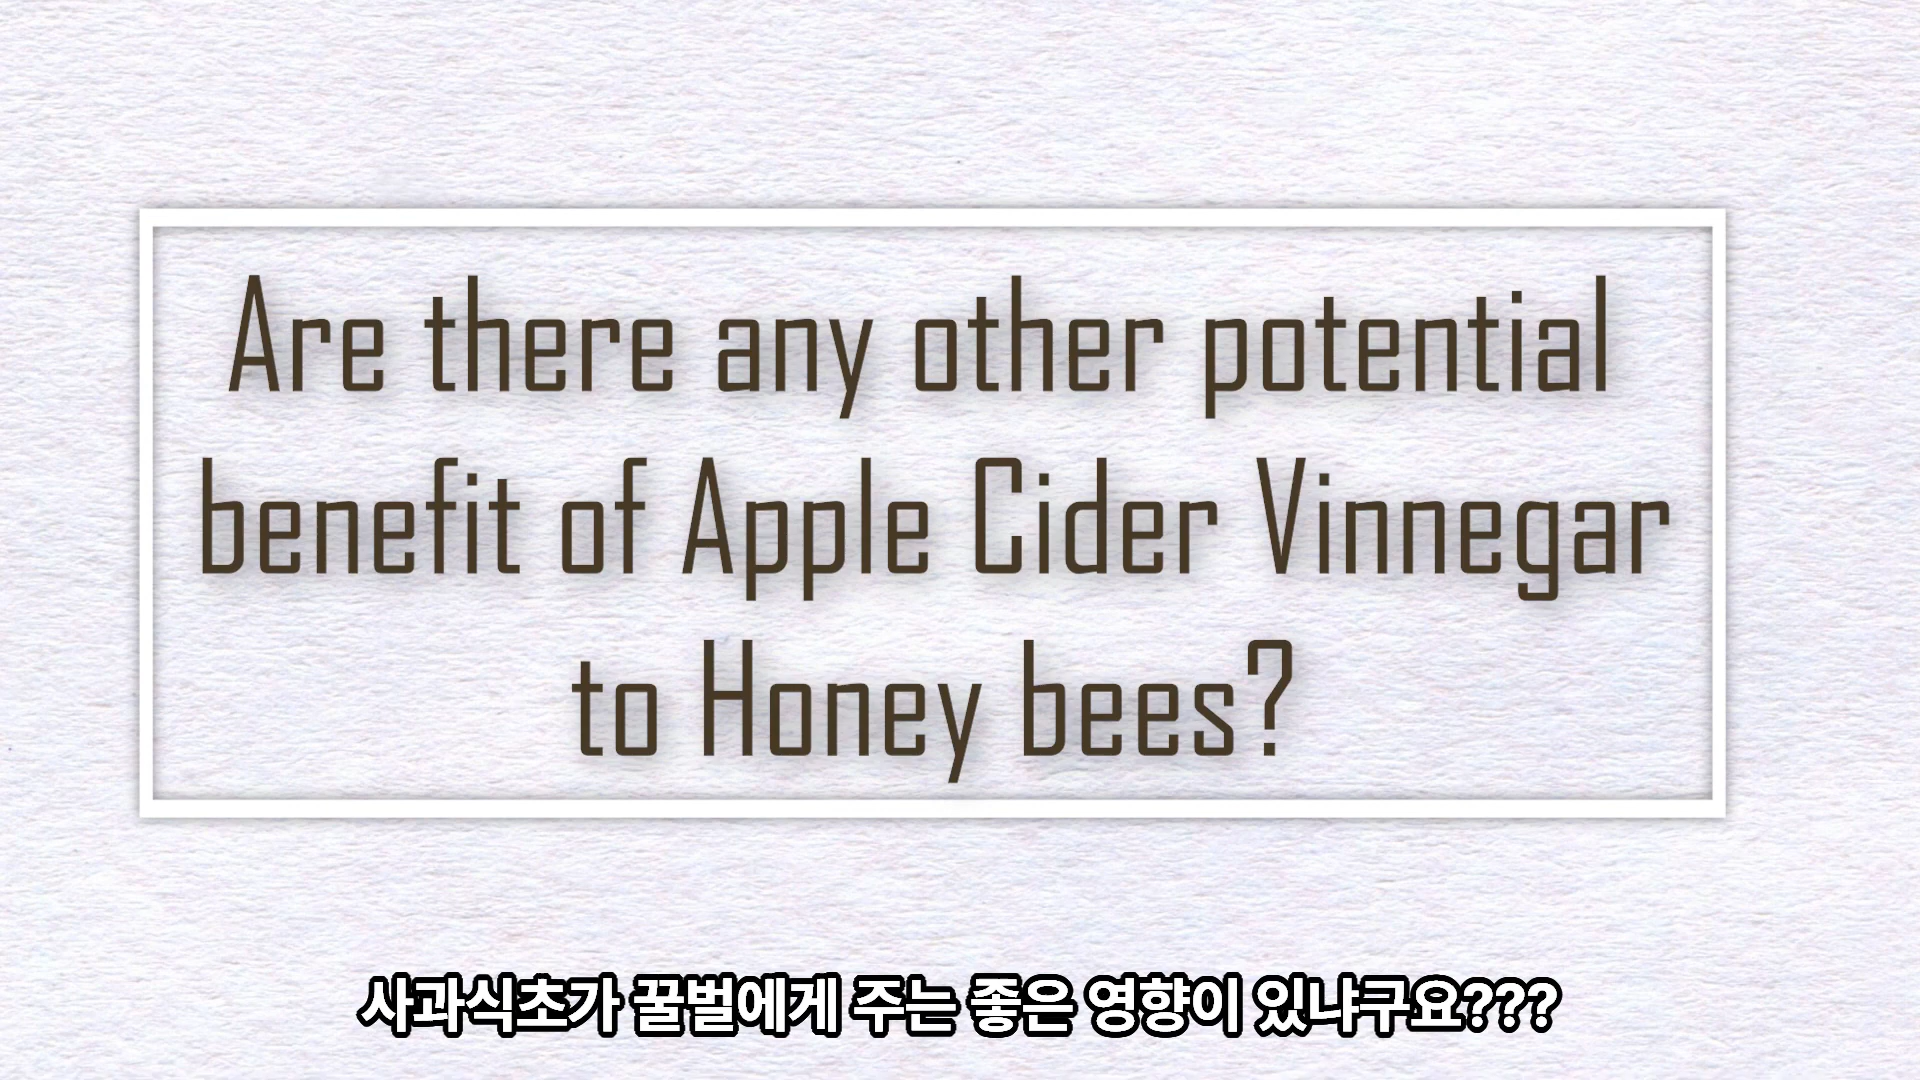 Are there any other potential
benefit of Apple Cider Vinnegar
to Honey bees?
사과식초가 꿀벌에게 주는 좋은 영향이 있냐구요???